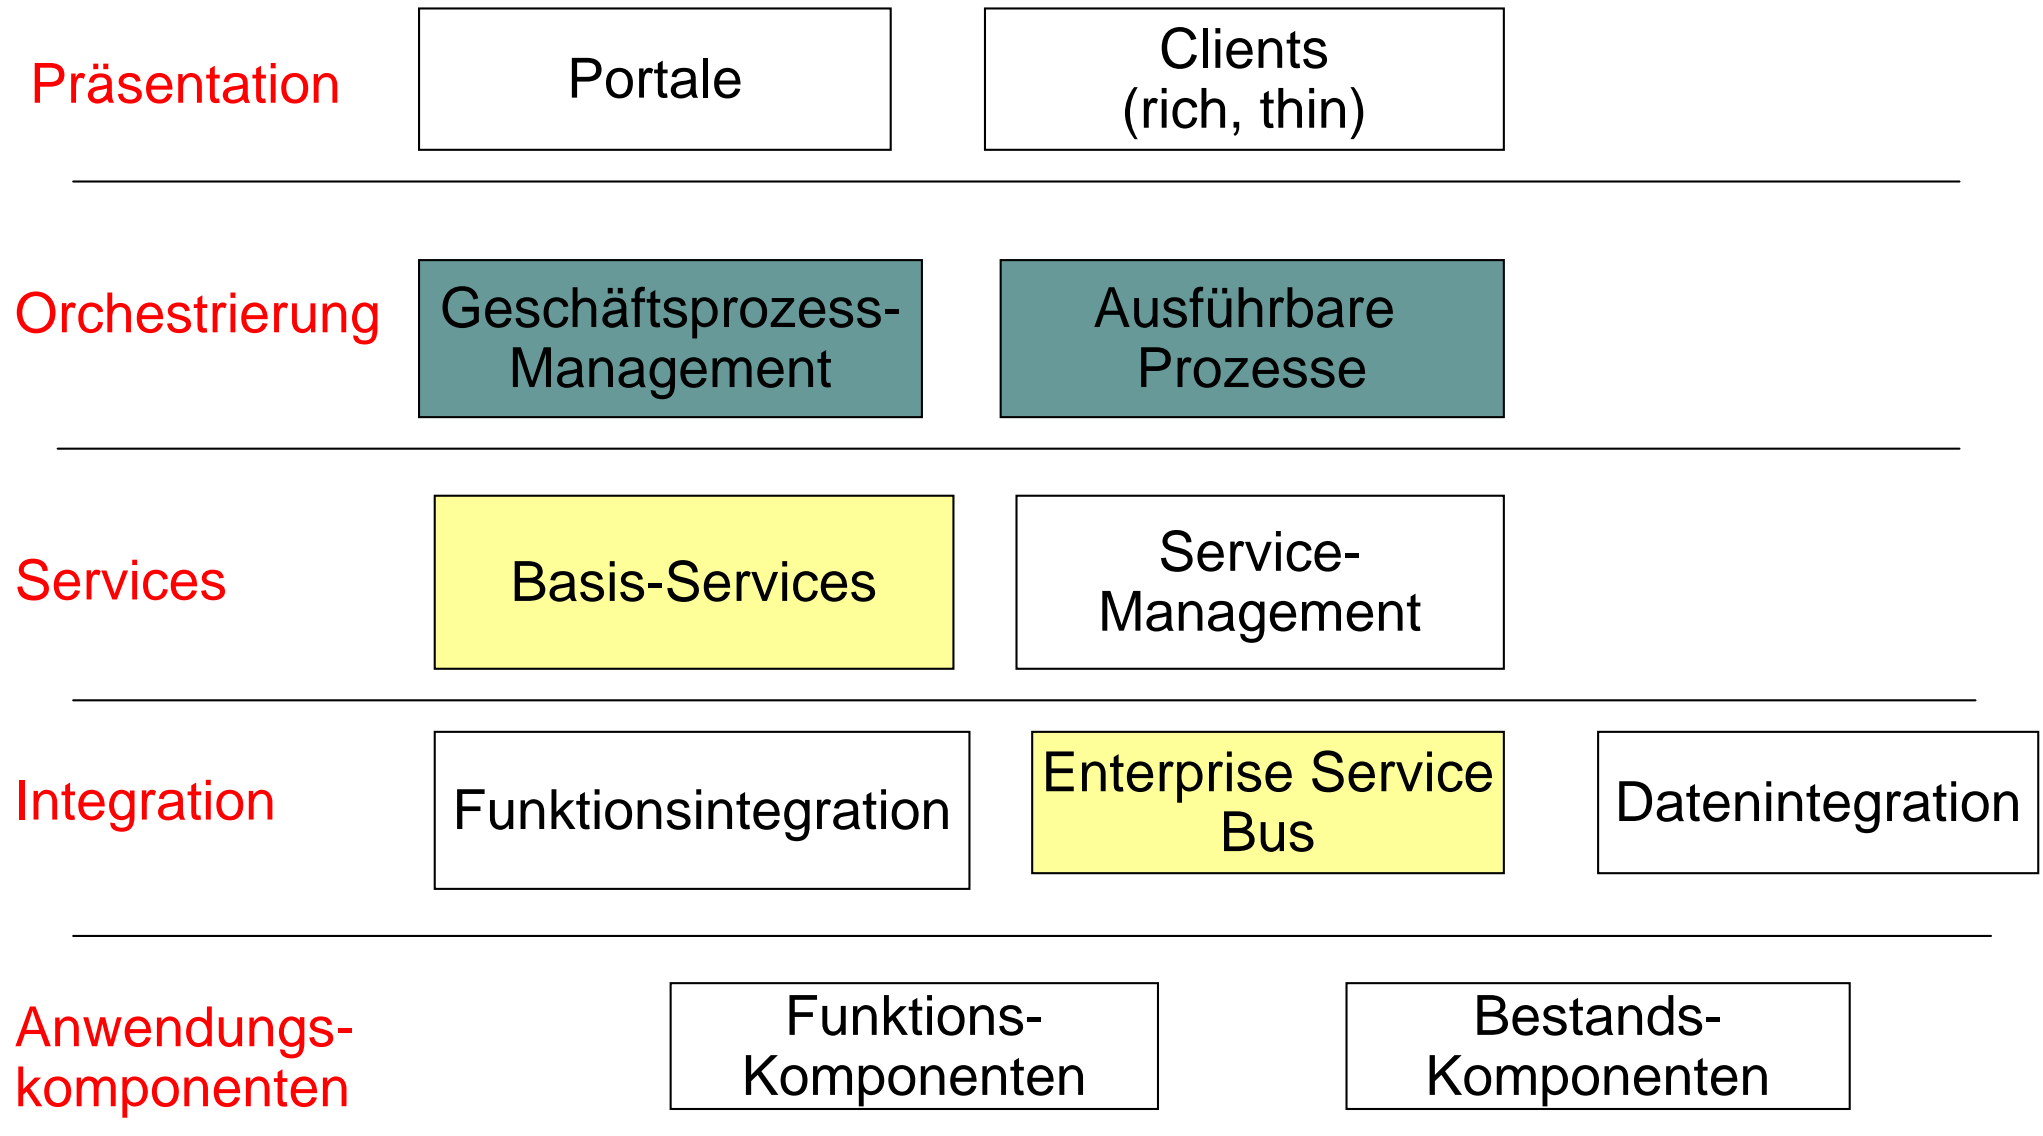 Präsentation
Portale
Clients
(rich, thin)
Orchestrierung
Geschäftsprozess-
Management
Ausführbare
Prozesse
Services
Basis-Services
Service-
Management
Integration
Funktionsintegration
Enterprise Service
Bus
Datenintegration
Anwendungs-
komponenten
Funktions-
Komponenten
Bestands-
Komponenten